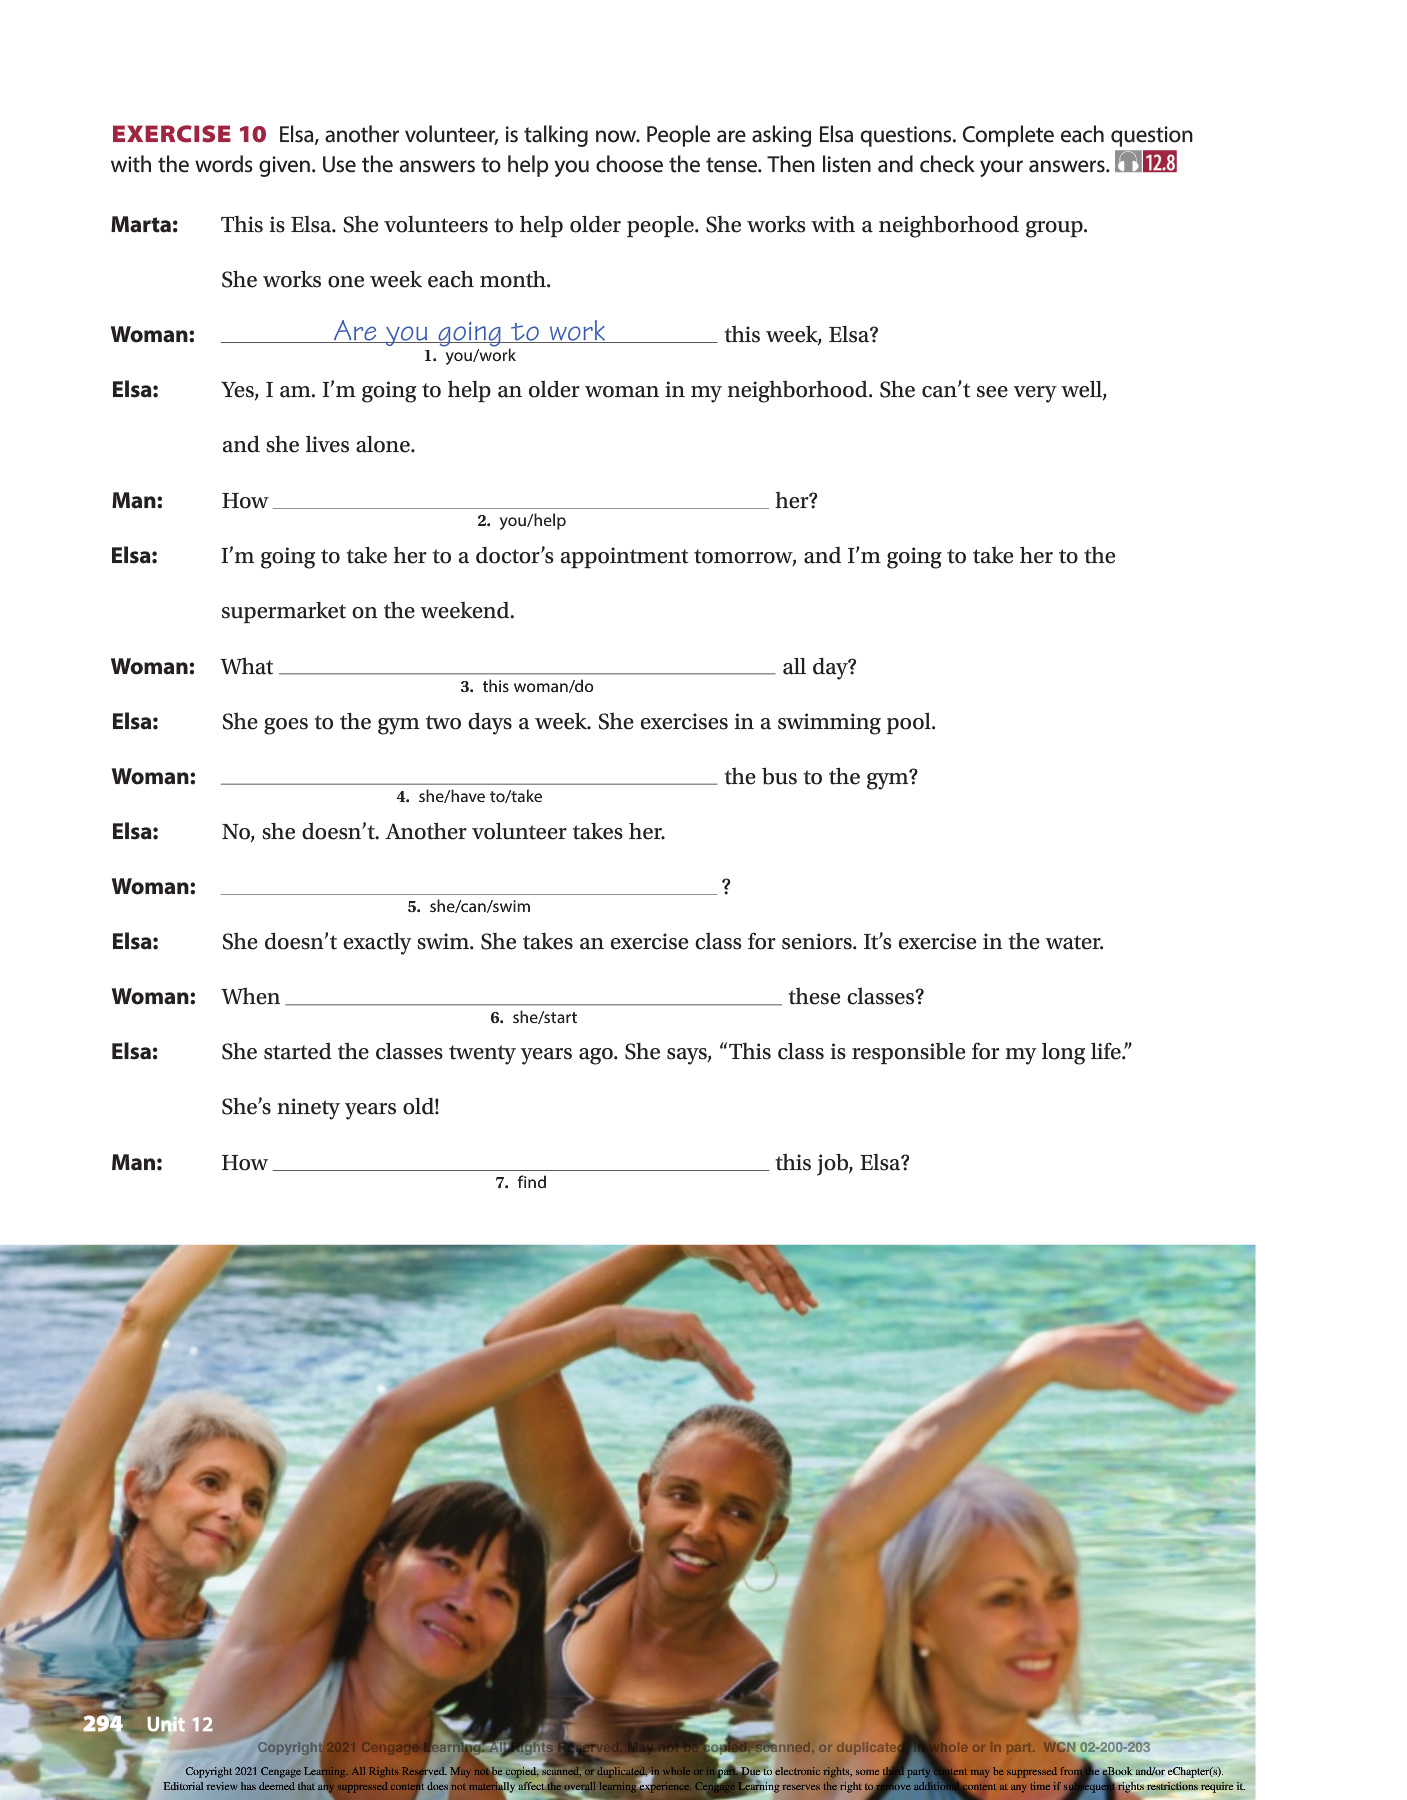 EXERCISE 10 Elsa, another volunteer, is talking now. People are asking Elsa questions. Complete each question
with the words given. Use the answers to help you choose the tense. Then listen and check your answers. 12.8
Marta: This is Elsa. She volunteers to help older people. She works with a neighborhood group.
She works one week each month.
Woman: Are you going to work this week, Elsa?
1. you/work
Elsa: Yes, I am. I’m going to help an older woman in my neighborhood. She can’t see very well,
and she lives alone.
Man: How ____ her?
2. you/help
Elsa: I’m going to take her to a doctor’s appointment tomorrow, and I’m going to take her to the
supermarket on the weekend.
Woman: What ____ all day?
3. this woman/do
Elsa: She goes to the gym two days a week. She exercises in a swimming pool.
Woman: ____ the bus to the gym?
4. she/have to/take
Elsa: No, she doesn’t. Another volunteer takes her.
Woman: ____ ?
5. she/can/swim
Elsa: She doesn’t exactly swim. She takes an exercise class for seniors. It’s exercise in the water.
Woman: When ____ these classes?
6. she/start
Elsa: She started the classes twenty years ago. She says, “This class is responsible for my long life.”
She’s ninety years old!
Man: How ____ this job, Elsa?
7. find
294 Unit 12
Copyright 2021 Cengage Learning. All Rights Reserved. May not be copied, scanned, or duplicated, in whole or in part. WCN 02-200-203
Copyright 2021 Cengage Learning. All Rights Reserved. May not be copied, scanned, or duplicated, in whole or in part. Due to electronic rights, some third party content may be suppressed from the eBook and/or eChapter(s).
Editorial review has deemed that any suppressed content does not materially affect the overall learning experience. Cengage Learning reserves the right to remove additional content at any time if subsequent rights restrictions require it.